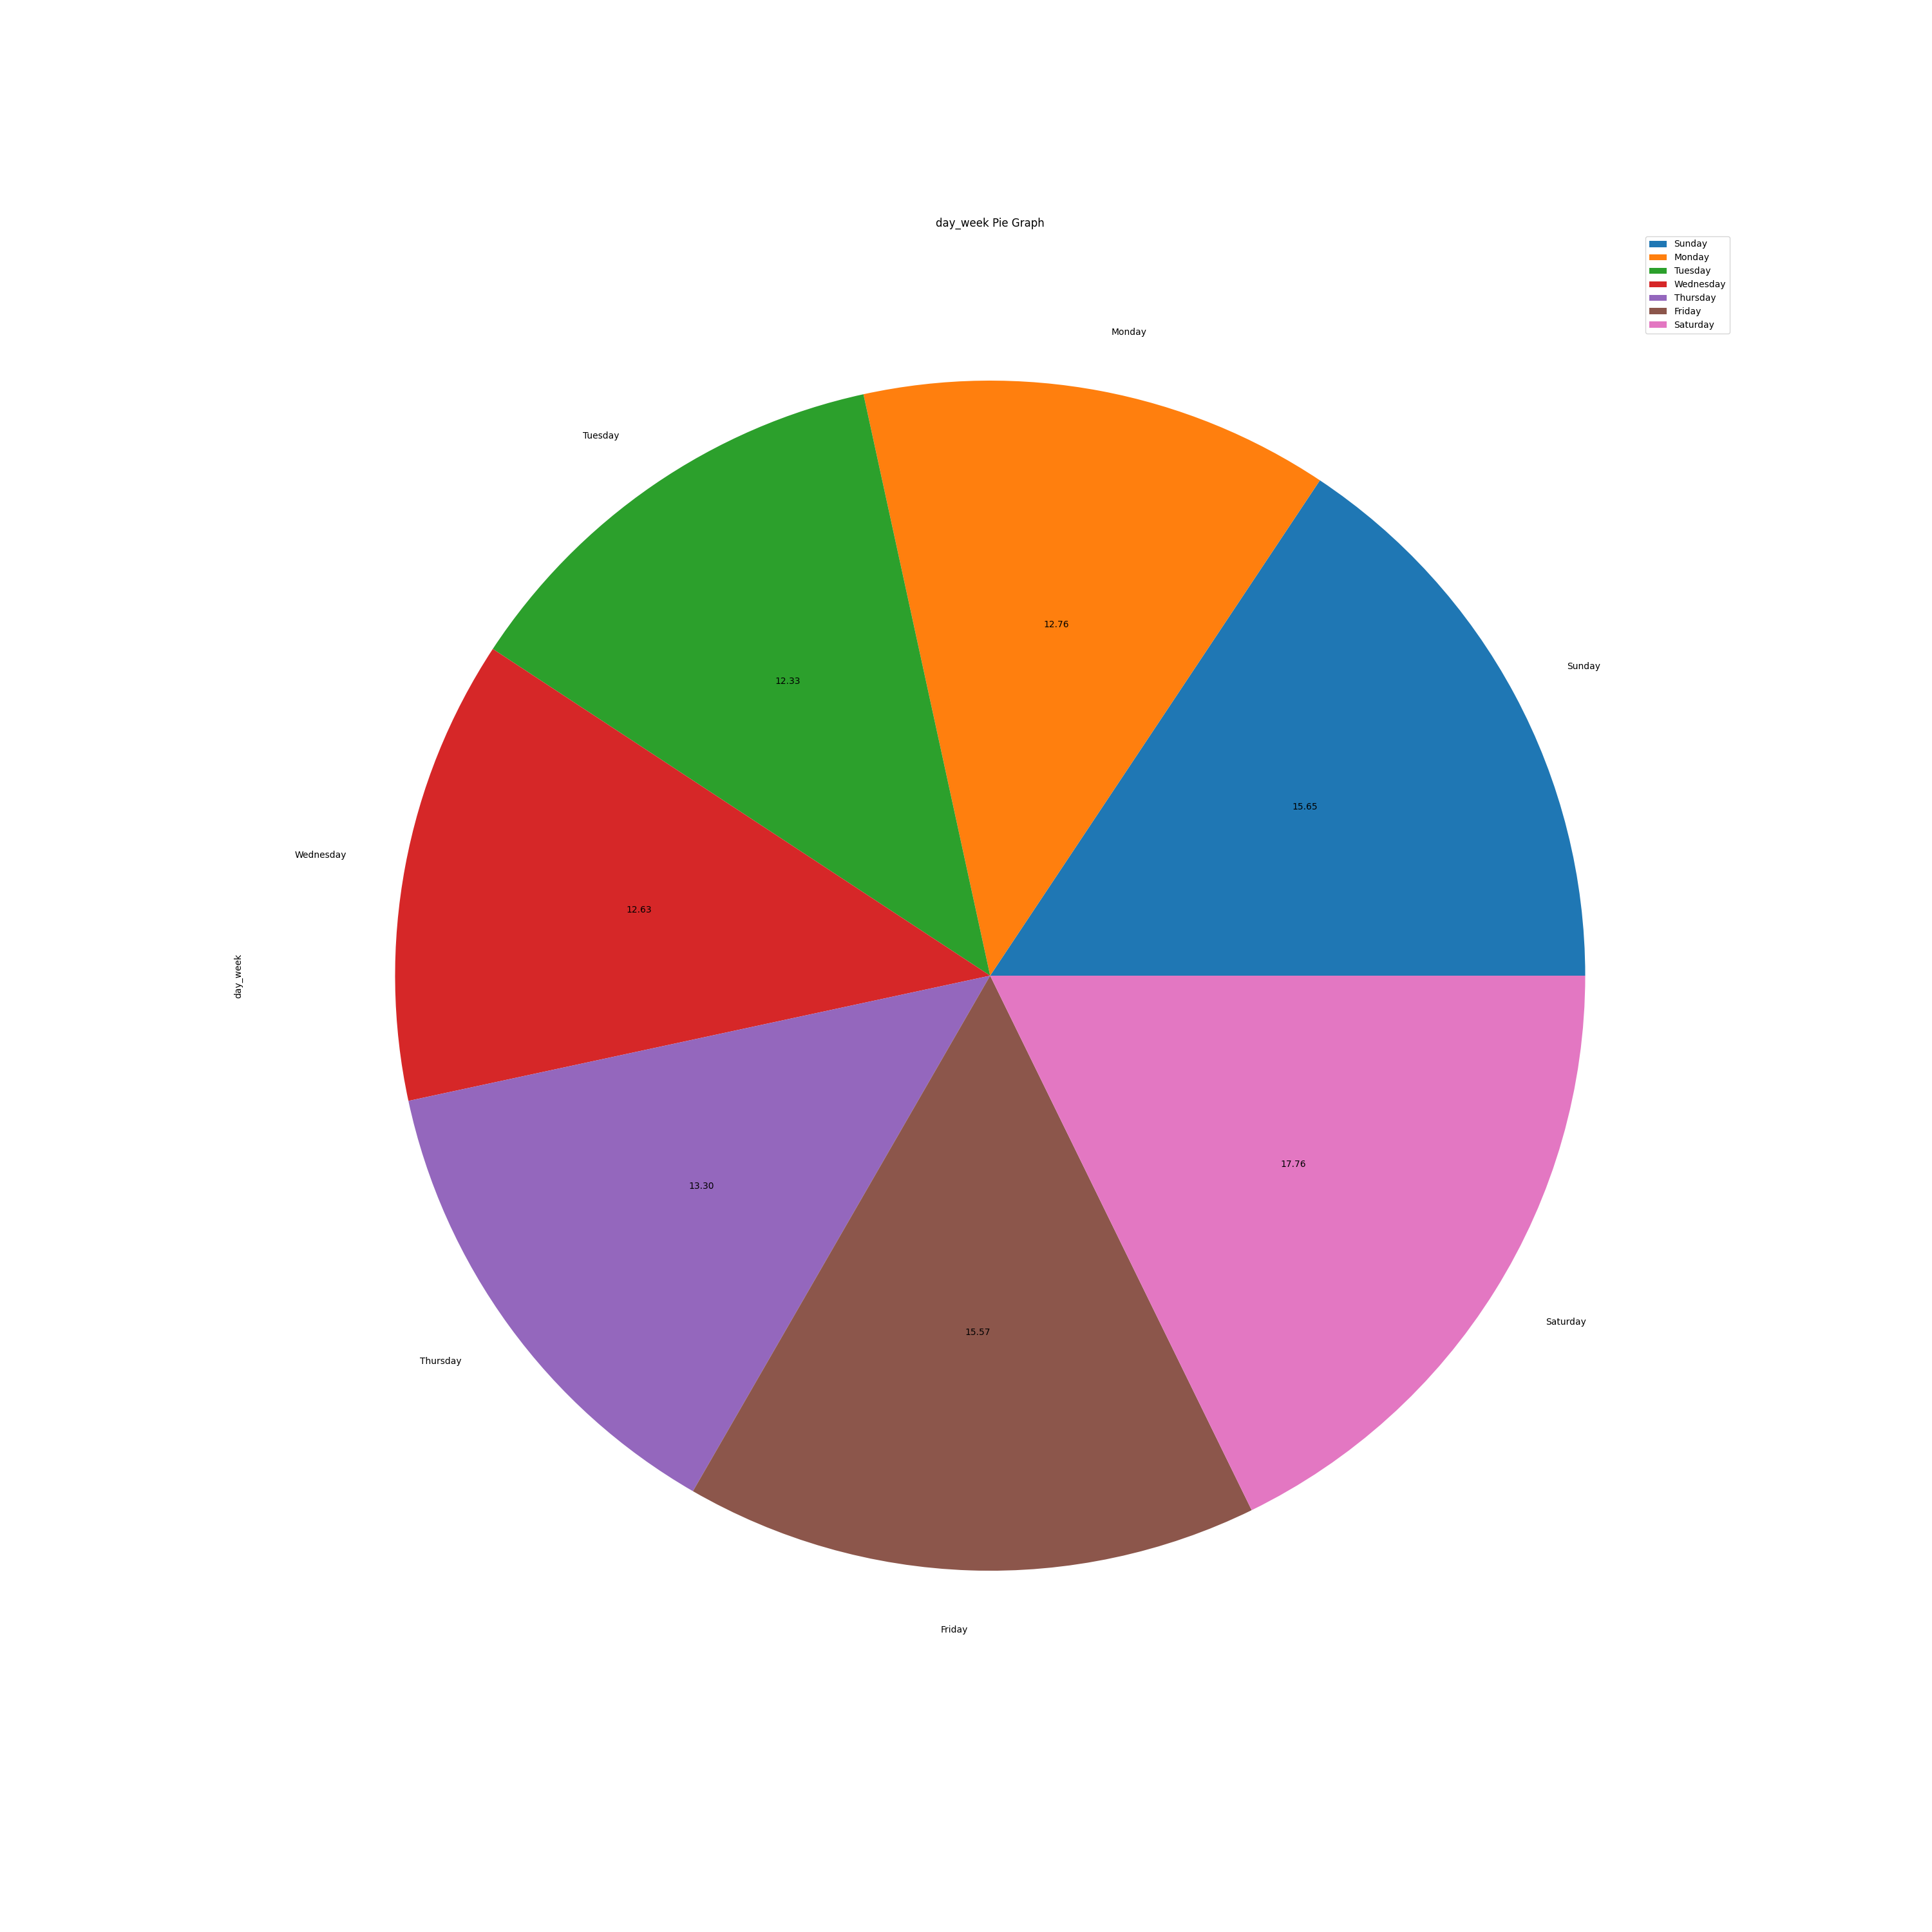 day_week Pie Graph
Sunday
Monday
Tuesday
Wednesday
Thursday
Friday
Saturday
Monday
Tuesday
12.76
Sunday
12.33
15.65
Wednesday
12.63
day_week
17.76
13.30
Saturday
15.57
Thursday
Friday